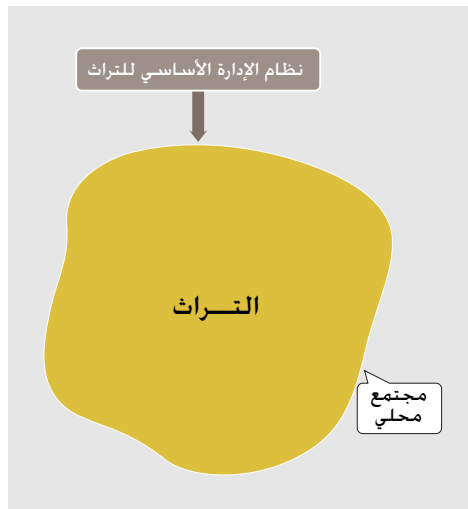 نظام الإدارة الأساسي للتراث
التـــراث
مجتمع
محلي